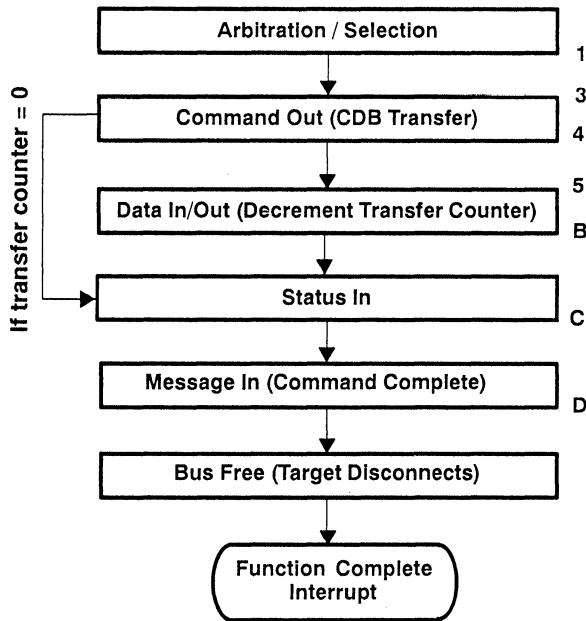 Arbitration / Selection
1
3
Command Out (CDB Transfer)
4
If transfer counter = 0
5
Data In/Out (Decrement Transfer Counter)
B
Status In
C
Message In (Command Complete)
D
Bus Free (Target Disconnects)
Function Complete
Interrupt